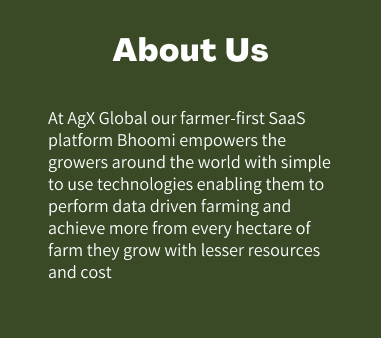 About Us
At AgX Global our farmer-first SaaS
platform Bhoomi empowers the
growers around the world with simple
to use technologies enabling them to
perform data driven farming and
achieve more from every hectare of
farm they grow with lesser resources
and cost